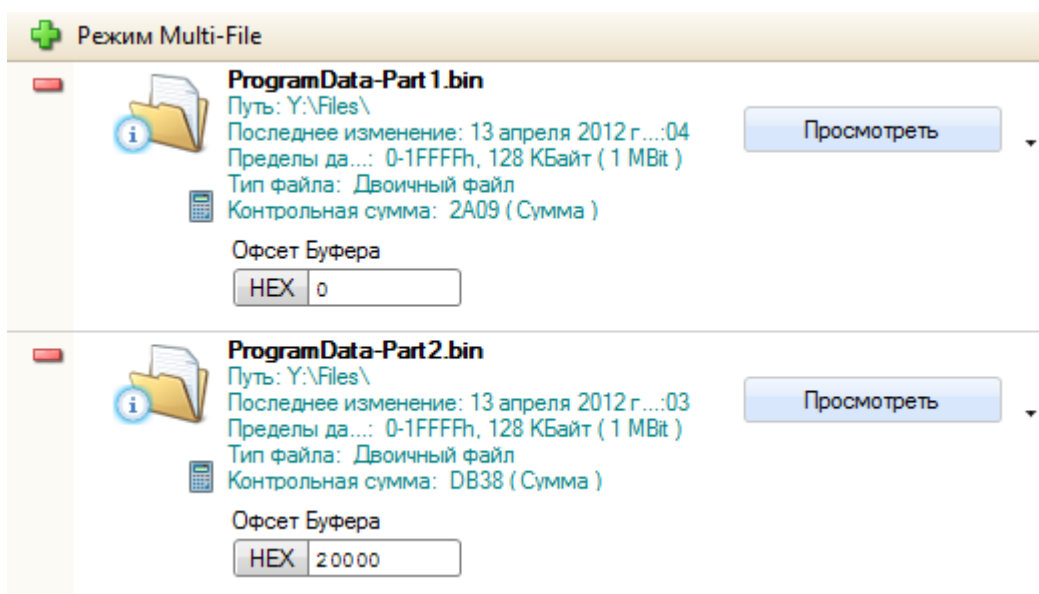 Режим Multi-File
ProgramData-Part1.bin
Путь: Y:\Files\
Последнее изменение: 13 апреля 2012 г...:04
Просмотреть
Пределы да...: 0-1FFFFh, 128 КБайт ( 1 MBit )
Тип файла: Двоичный файл
Контрольная сумма: 2A09 ( Сумма )
Офсет Буфера
HEX 0
ProgramData-Part2.bin
Путь: Y:\Files\
Последнее изменение: 13 апреля 2012 г...:03
Просмотреть
Пределы да...: 0-1FFFFh, 128 КБайт ( 1 MBit )
Тип файла: Двоичный файл
Контрольная сумма: DB38 ( Сумма )
Офсет Буфера
HEX 20000